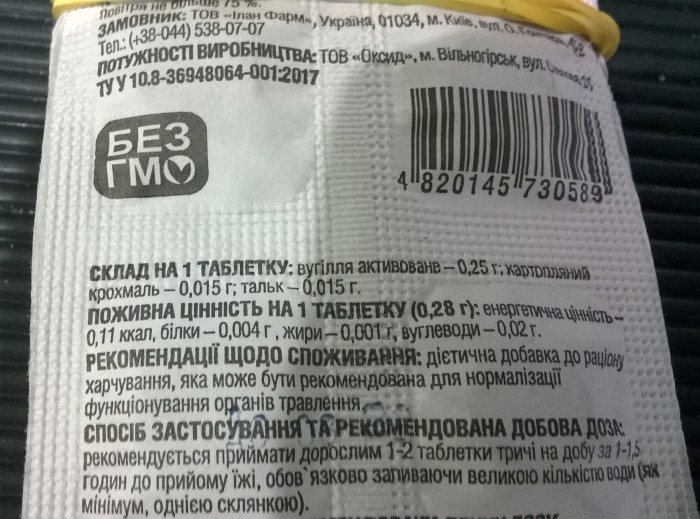 повітря не більше 75 %.
ЗАМОВНИК: ТОВ «Ілан Фарм», Україна, 01034, м. Київ, вул. О.
Тел.: (+38-044) 538-07-07
ПОТУЖНОСТІ ВИРОБНИЦТВА: ТОВ «Оксид», м. Вільногірськ, вул.
ТУ У 10.8-36948064-001:2017
БЕЗ
ГМО
4 820145 730589
СКЛАД НА 1 ТАБЛЕТКУ: вугілля активованв – 0,25 г; картопляний
крохмаль – 0,015 г; тальк – 0,015 г.
ПОЖИВНА ЦІННІСТЬ НА 1 ТАБЛЕТКУ (0,28 г): енергетична цінність –
0,11 ккал, білки – 0,004 г, жири – 0,001 г, вуглеводи – 0,02 г.
РЕКОМЕНДАЦІЇ ЩОДО СПОЖИВАННЯ: дієтична добавка до раціону
харчування, яка може бути рекомендована для нормалізації
функціонування органів травлення.
СПОСІБ ЗАСТОСУВАННЯ ТА РЕКОМЕНДОВАНА ДОБОВА ДОЗА:
рекомендується приймати дорослим 1-2 таблетки тричі на добу за 1-1,5
годин до прийому їжі, обов`язково запиваючи великою кількістю води (як
мінімум, однією склянкою).